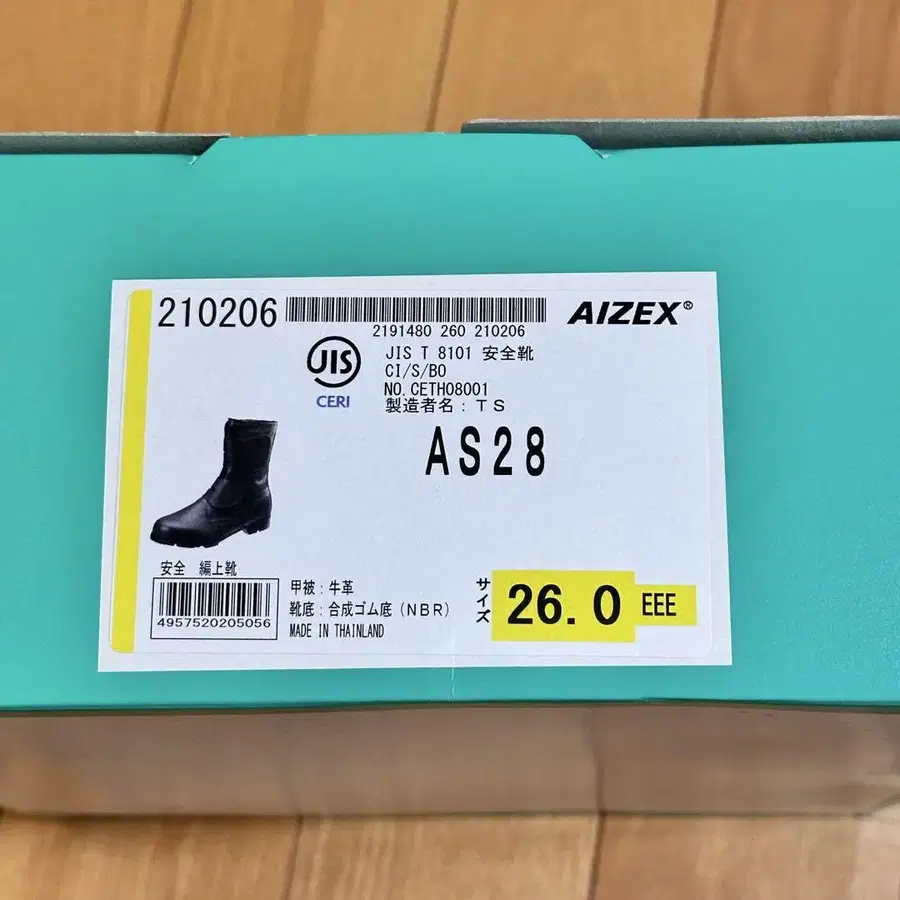 210206
AIZEX®
2191480 260 210206
JIS
CERI
JIS T 8101 安全靴
CI/S/BO
NO.CETH08001
製造者名：TS
AS28
安全 編上靴
4957520205056
甲被：牛革
靴底：合成ゴム底（NBR）
MADE IN THAINLAND
サイズ
26.0
EEE